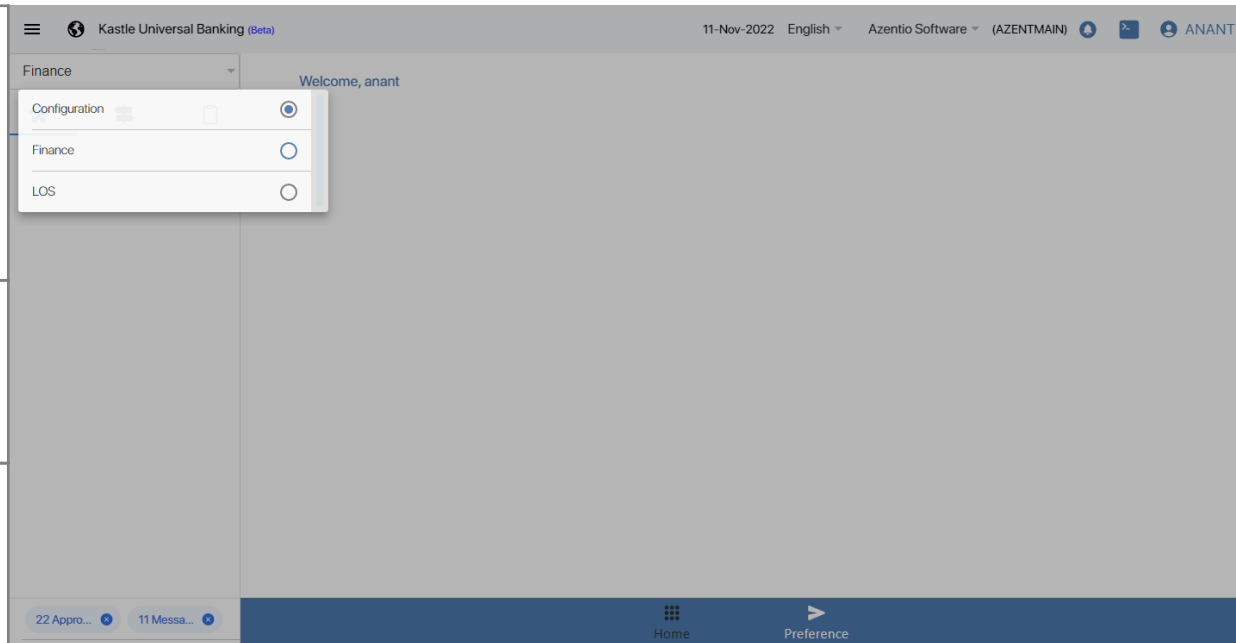 Kastle Universal Banking (Beta)
11-Nov-2022 English Azentio Software (AZENTMAIN) ANANT
Finance
Welcome, anant
Configuration
Finance
LOS
22 Appro... 11 Messa...
Home Preference